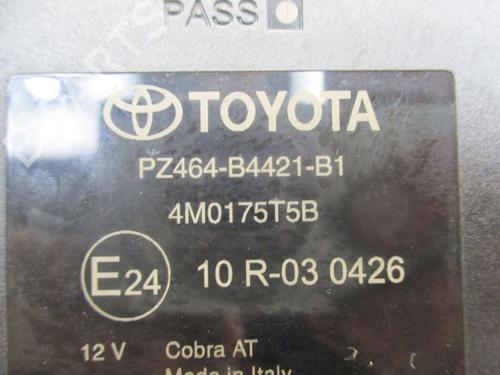 PASS
TOYOTA
PZ464-B4421-B1
4M0175T5B
E24 10 R-03 0426
12 V Cobra AT
Made in Italy